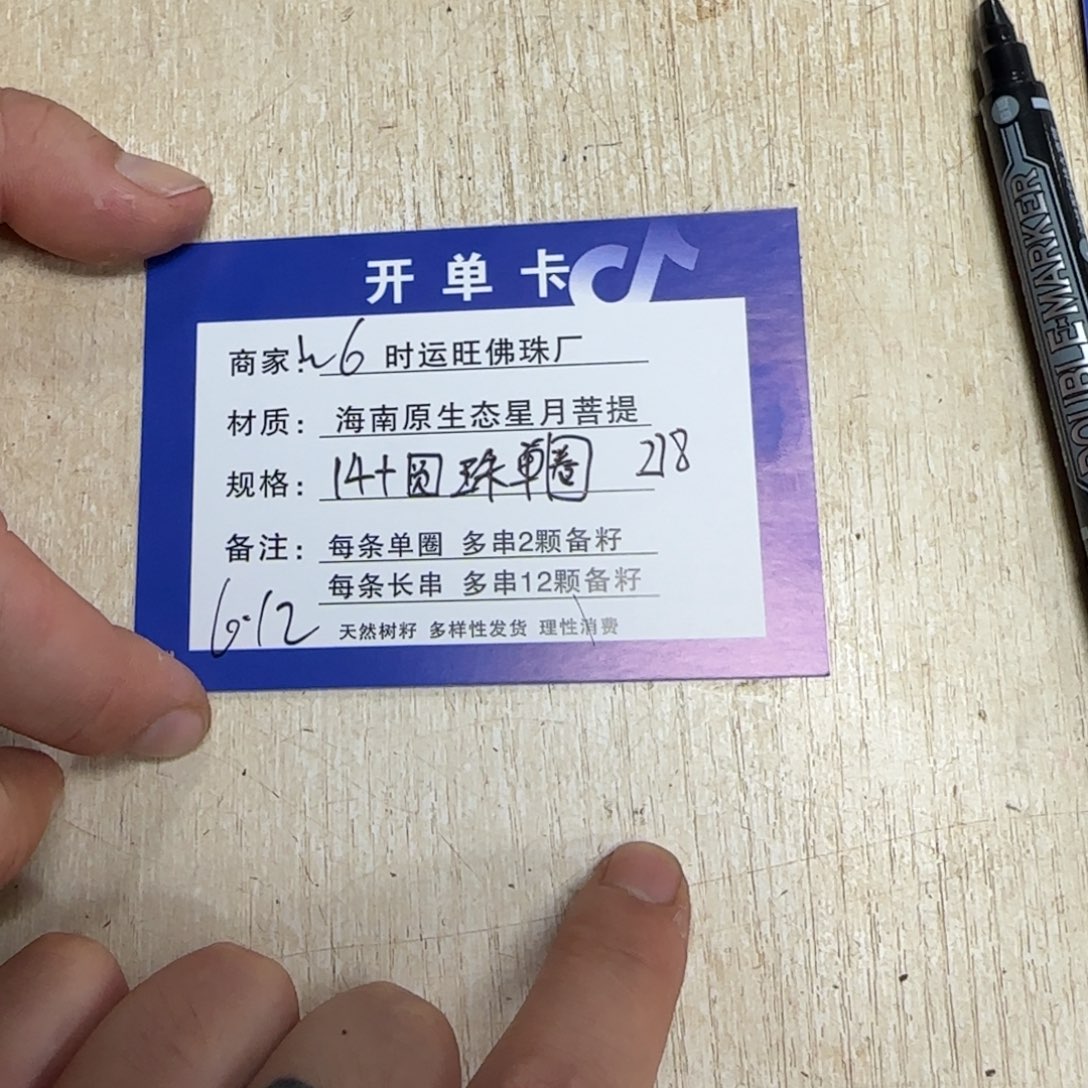 开单卡
商家： 6 时运旺佛珠厂
材质：海南原生态星月菩提
规格：14+圆珠单圈 218
备注：每条单圈 多串2颗备籽
每条长串 多串12颗备籽
6.12 天然树籽 多样性发货 理性消费
DOUBLE MARKER